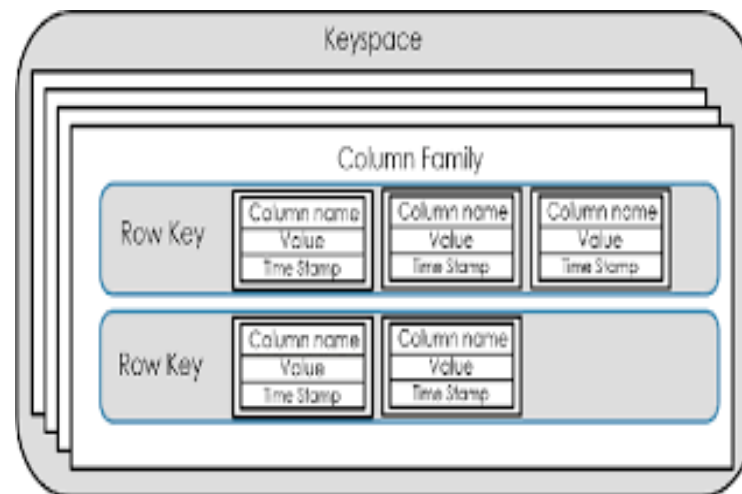 Keyspace
Column Family
Row Key
Column name
Value
Time Stamp
Column name
Value
Time Stamp
Column name
Value
Time Stamp
Row Key
Column name
Value
Time Stamp
Column name
Value
Time Stamp